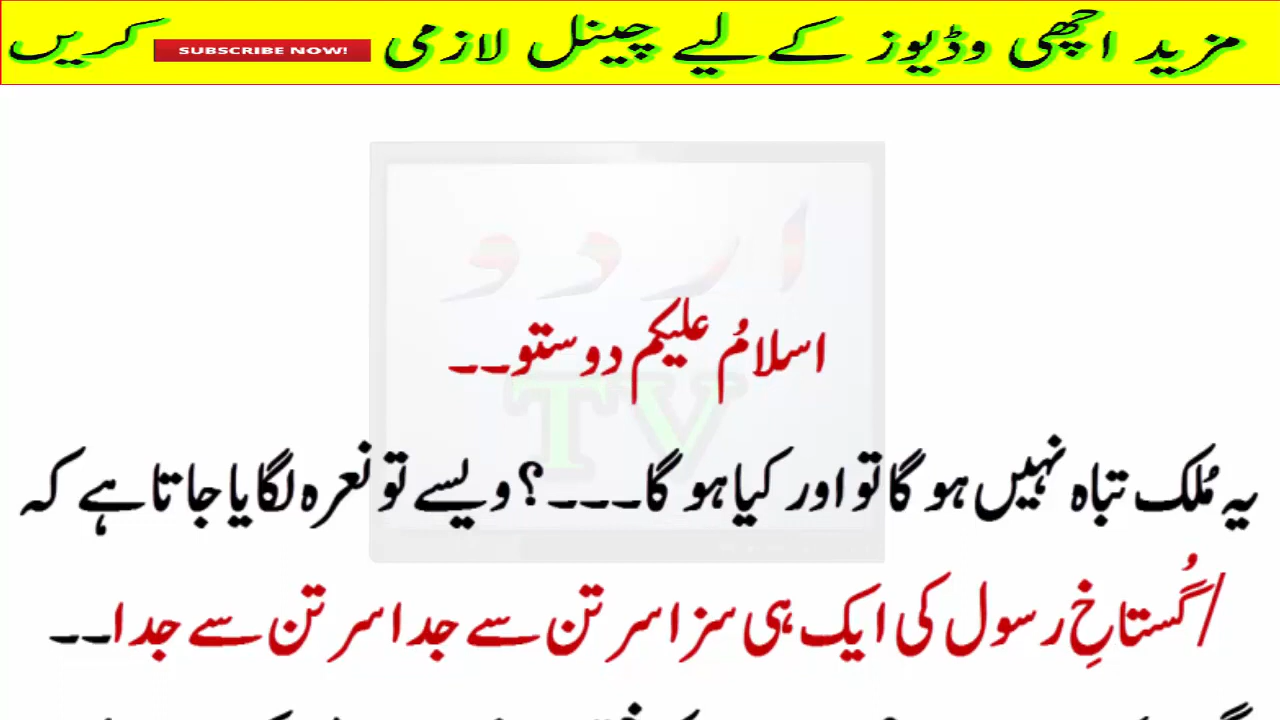 مزید اچھی وڈیوز کے لیے چینل لازمی SUBSCRIBE NOW! کریں
اردو
اسلامُ علیکم دوستو۔۔
TV
یہ مُلک تباہ نہیں ہو گا تو اور کیا ہو گا۔۔۔۔؟ ویسے تو نعرہ لگایا جاتا ہے کہ
/گُستاخِ رسول کی ایک ہی سزا سر تن سے جدا سر تن سے جدا۔۔